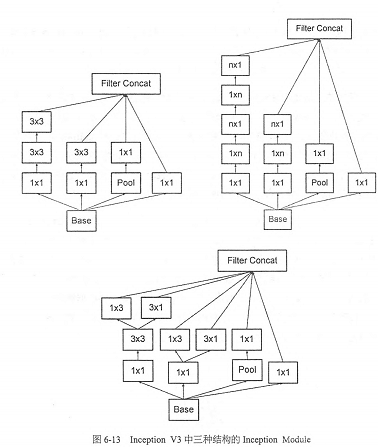 Filter Concat
3x3
3x3
3x3
1x1
1x1
1x1
Pool
1x1
Base
Filter Concat
nx1
1xn
nx1
nx1
1xn
1xn
1x1
1x1
1x1
Pool
1x1
Base
Filter Concat
1x3
3x1
3x3
1x3
3x1
1x1
1x1
1x1
Pool
1x1
Base
图 6-13 Inception V3 中三种结构的 Inception Module